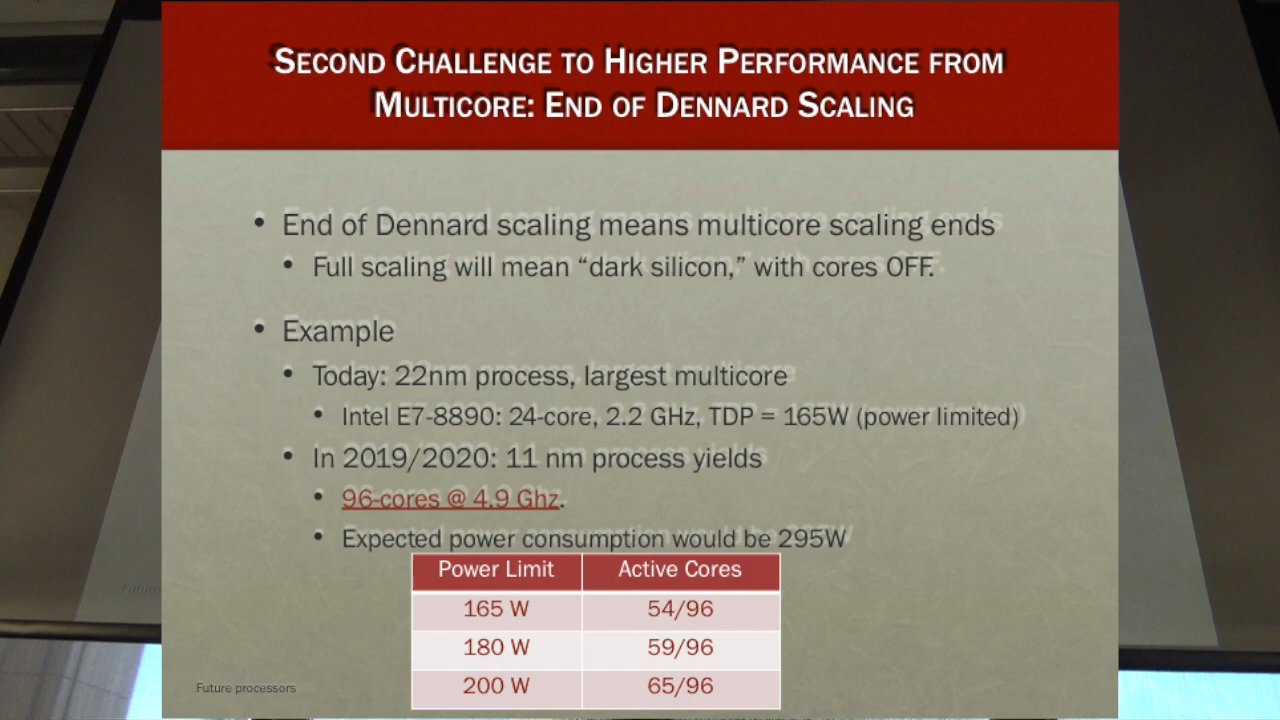 SECOND CHALLENGE TO HIGHER PERFORMANCE FROM
MULTICORE: END OF DENNARD SCALING
• End of Dennard scaling means multicore scaling ends
• Full scaling will mean “dark silicon,” with cores OFF.
• Example
• Today: 22nm process, largest multicore
• Intel E7-8890: 24-core, 2.2 GHz, TDP = 165W (power limited)
• In 2019/2020: 11 nm process yields
• 96-cores @ 4.9 Ghz.
• Expected power consumption would be 295W
Power Limit Active Cores
165 W 54/96
180 W 59/96
200 W 65/96
Future processors
Future